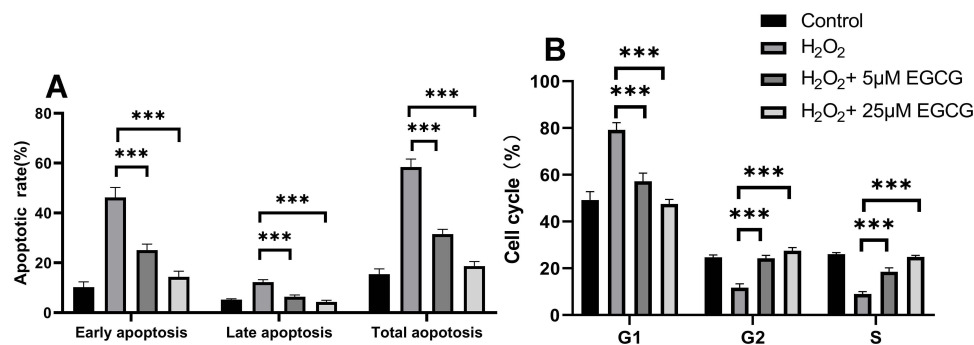 Control
H₂O₂
H₂O₂+ 5μM EGCG
H₂O₂+ 25μM EGCG
A
Apoptotic rate(%)
80
60
40
20
0
***
***
***
***
***
***
Early apoptosis
Late apoptosis
Total aopotosis
B
Cell cycle (%)
100
80
60
40
20
0
***
***
***
***
***
***
G1
G2
S